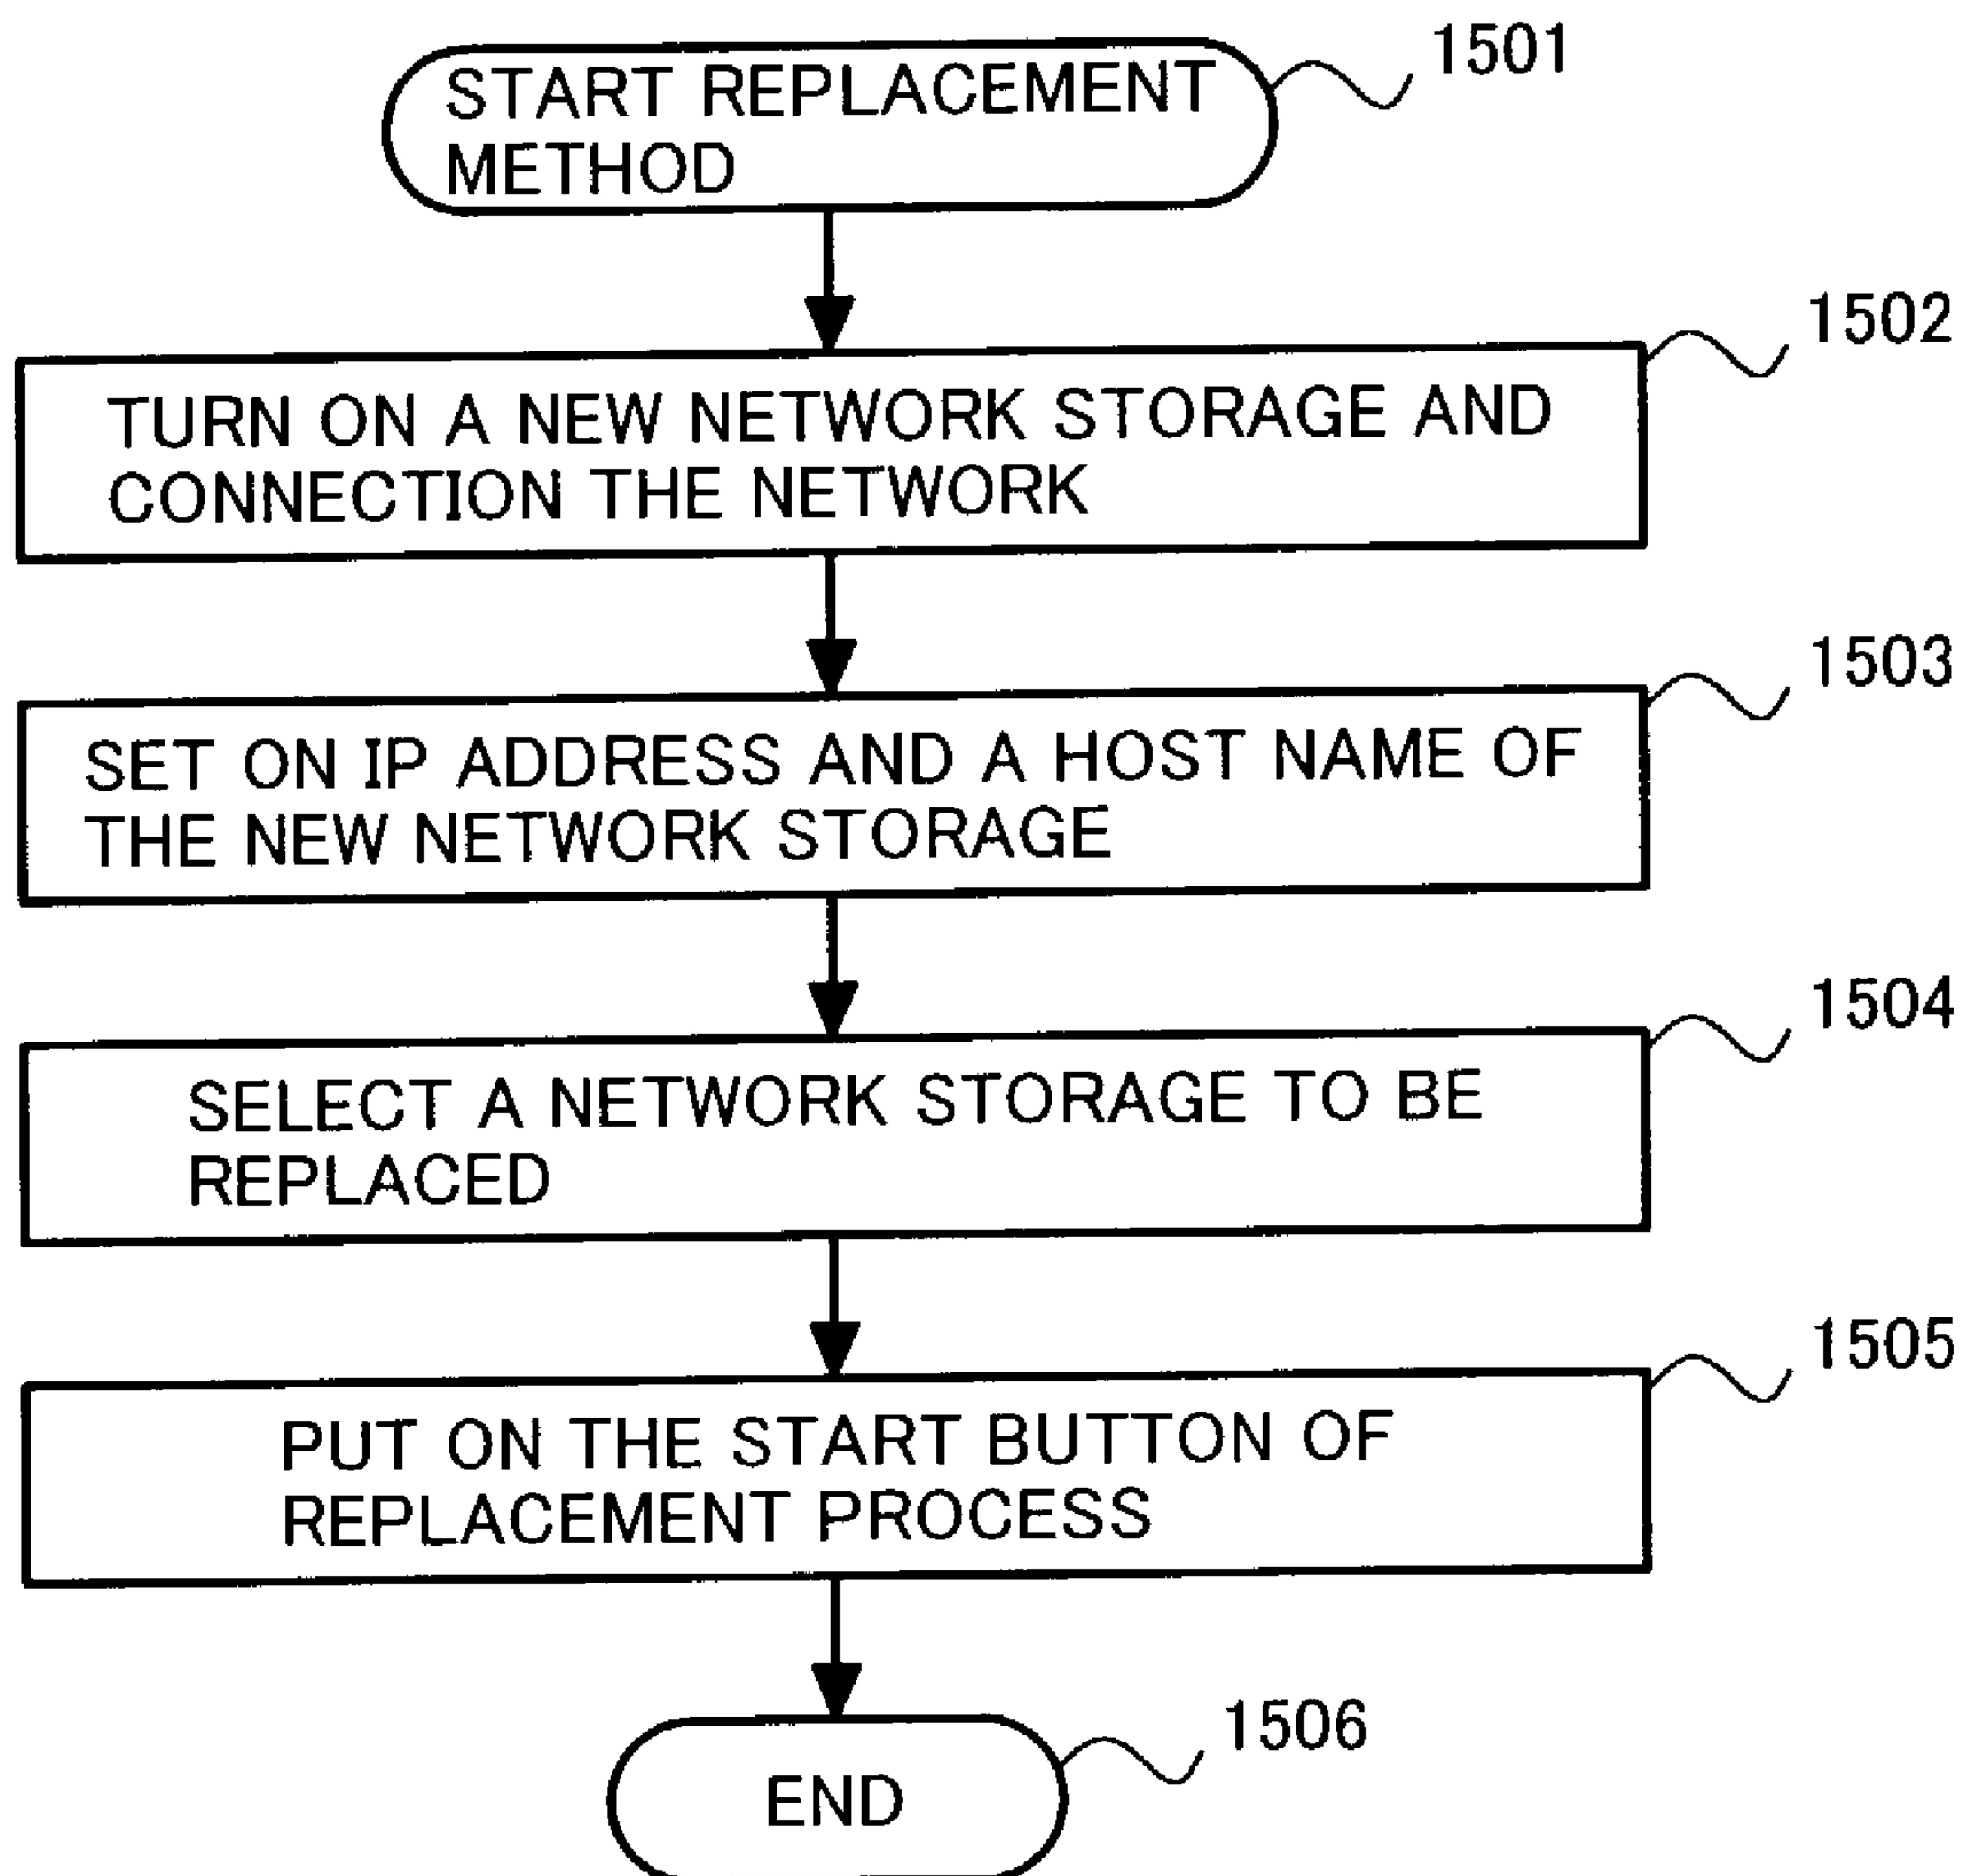 START REPLACEMENT
METHOD
1501
TURN ON A NEW NETWORK STORAGE AND
CONNECTION THE NETWORK
1502
SET ON IP ADDRESS AND A HOST NAME OF
THE NEW NETWORK STORAGE
1503
SELECT A NETWORK STORAGE TO BE
REPLACED
1504
PUT ON THE START BUTTON OF
REPLACEMENT PROCESS
1505
END
1506